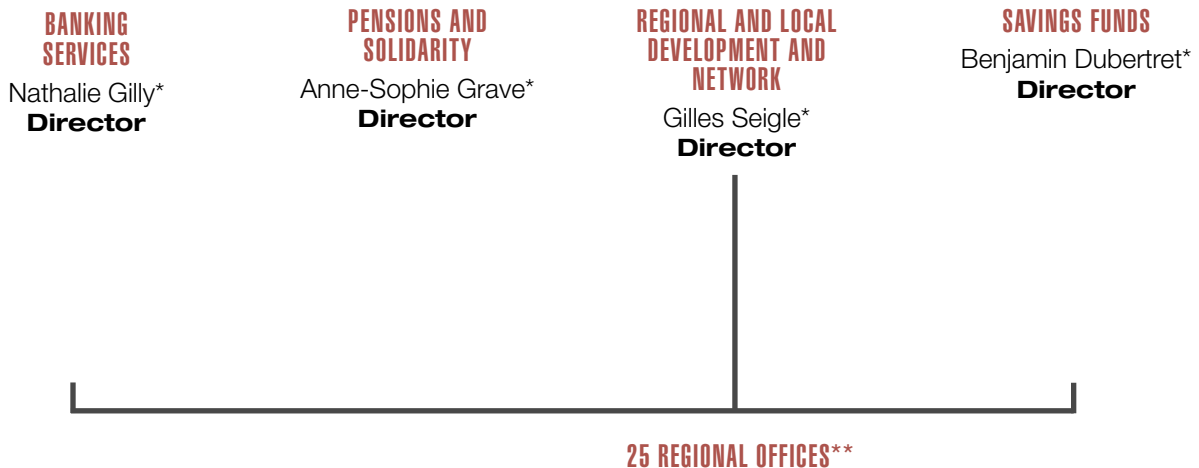 BANKING
SERVICES
Nathalie Gilly*
Director
PENSIONS AND
SOLIDARITY
Anne-Sophie Grave*
Director
REGIONAL AND LOCAL
DEVELOPMENT AND
NETWORK
Gilles Seigle*
Director
SAVINGS FUNDS
Benjamin Dubertret*
Director
25 REGIONAL OFFICES**